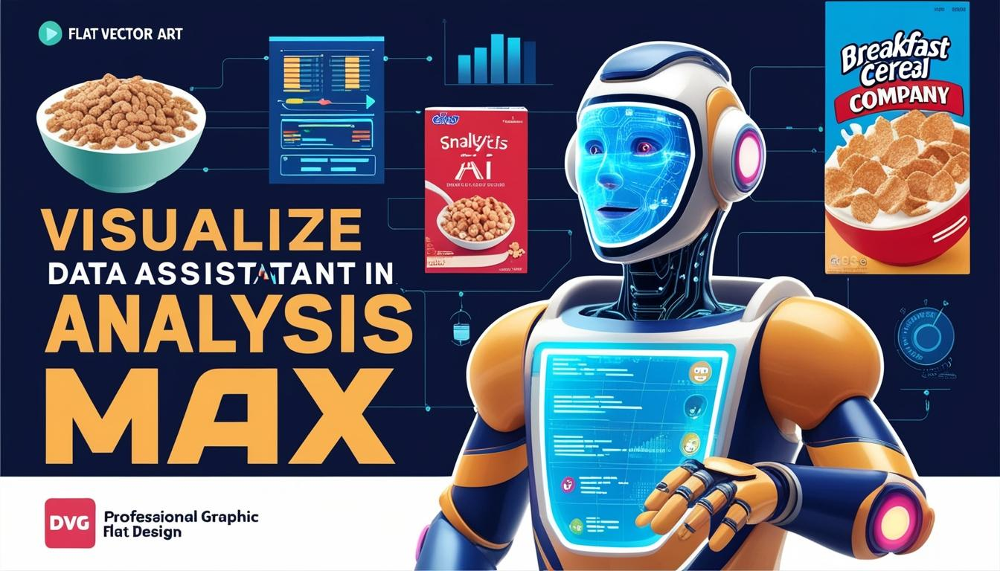 FLAT VECTOR ART
VISUALIZE
DATA ASSISTATANT IN
ANALYSIS
MAX
DVG
Professional Graphic
Flat Design
Snalytis
Ai
Breakfast
Cereal
COMPANY